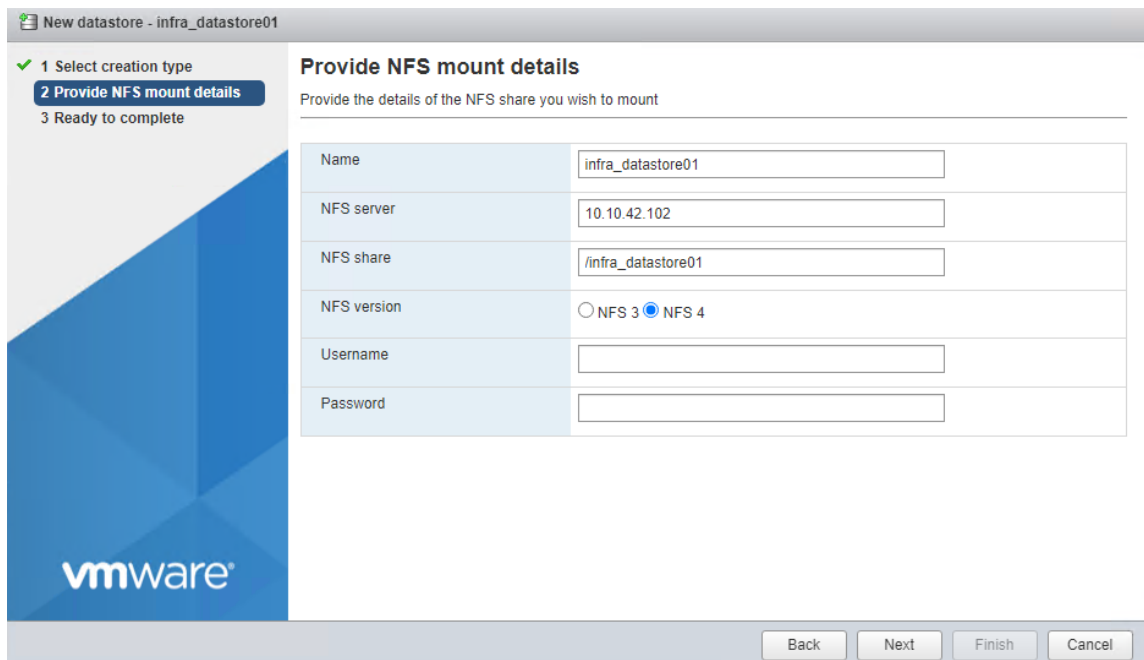 New datastore - infra_datastore01
1 Select creation type
2 Provide NFS mount details
3 Ready to complete
Provide NFS mount details
Provide the details of the NFS share you wish to mount
Name infra_datastore01
NFS server 10.10.42.102
NFS share /infra_datastore01
NFS version NFS 3 NFS 4
Username
Password
vmware®
Back Next Finish Cancel